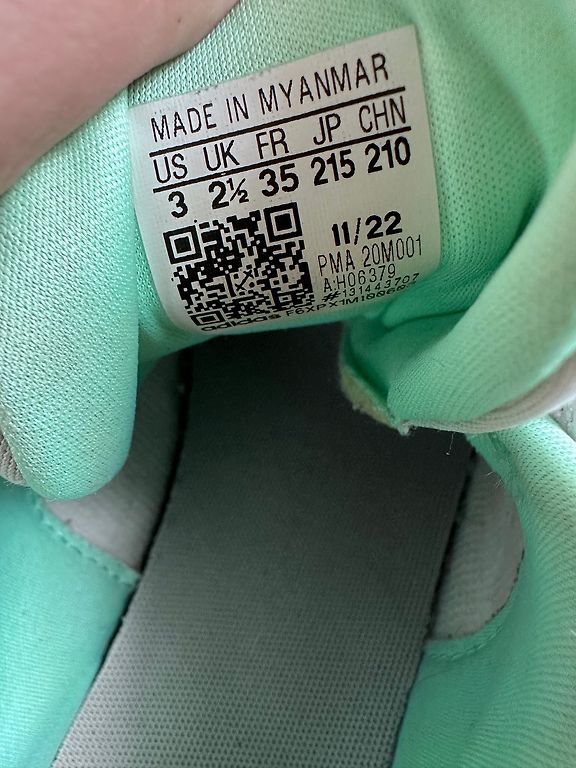 MADE IN MYANMAR
US UK FR JP CHN
3 2½ 35 215 210
11/22
PMA 20M001
A:H06379
#131443707
adidas